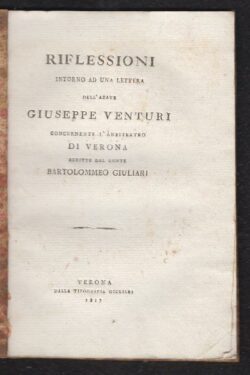 RIFLESSIONI
INTORNO AD UNA LETTERA
DELL'ABATE
GIUSEPPE VENTURI
CONCERNENTE L'ANFITEATRO
DI VERONA
SCRITTE DAL CONTE
BARTOLOMMEO GIULIARI
VERONA
DALLA TIPOGRAFIA